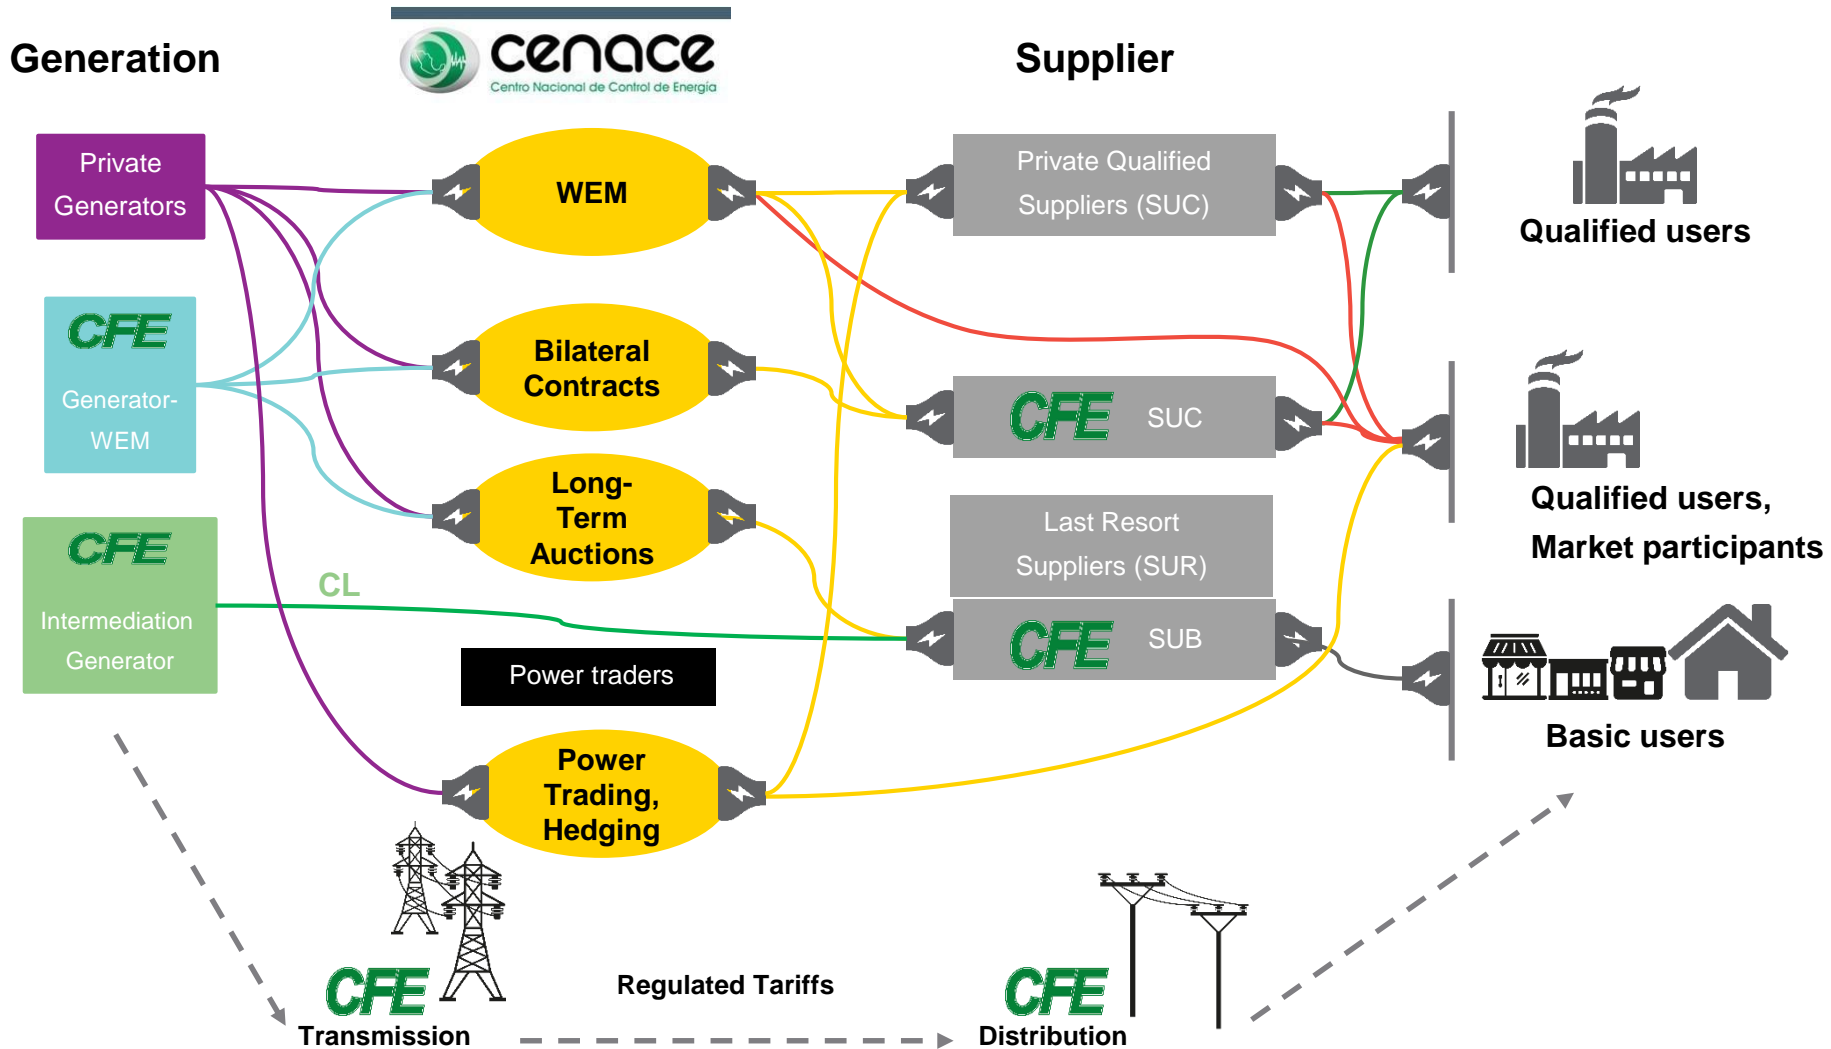 Generation
cenace
Centro Nacional de Control de Energía
Supplier
Private
Generators
WEM
Private Qualified
Suppliers (SUC)
Qualified users
CFE
Generator-
WEM
Bilateral
Contracts
CFE SUC
Qualified users,
Market participants
Long-
Term
Auctions
Last Resort
Suppliers (SUR)
CFE
Intermediation
Generator
CL
CFE SUB
Power traders
Basic users
Power
Trading,
Hedging
CFE
Transmission
Regulated Tariffs
CFE
Distribution